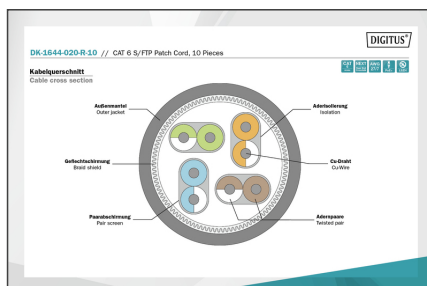 DIGITUS®
DK-1644-020-R-10 // CAT 6 S/FTP Patch Cord, 10 Pieces
Kabelquerschnitt
Cable cross section
Außenmantel
Outer jacket
Aderisolierung
Isolation
Geflechtschirmung
Braid shield
Cu-Draht
Cu-Wire
Paarabschirmung
Pair screen
Adernpaare
Twisted pair